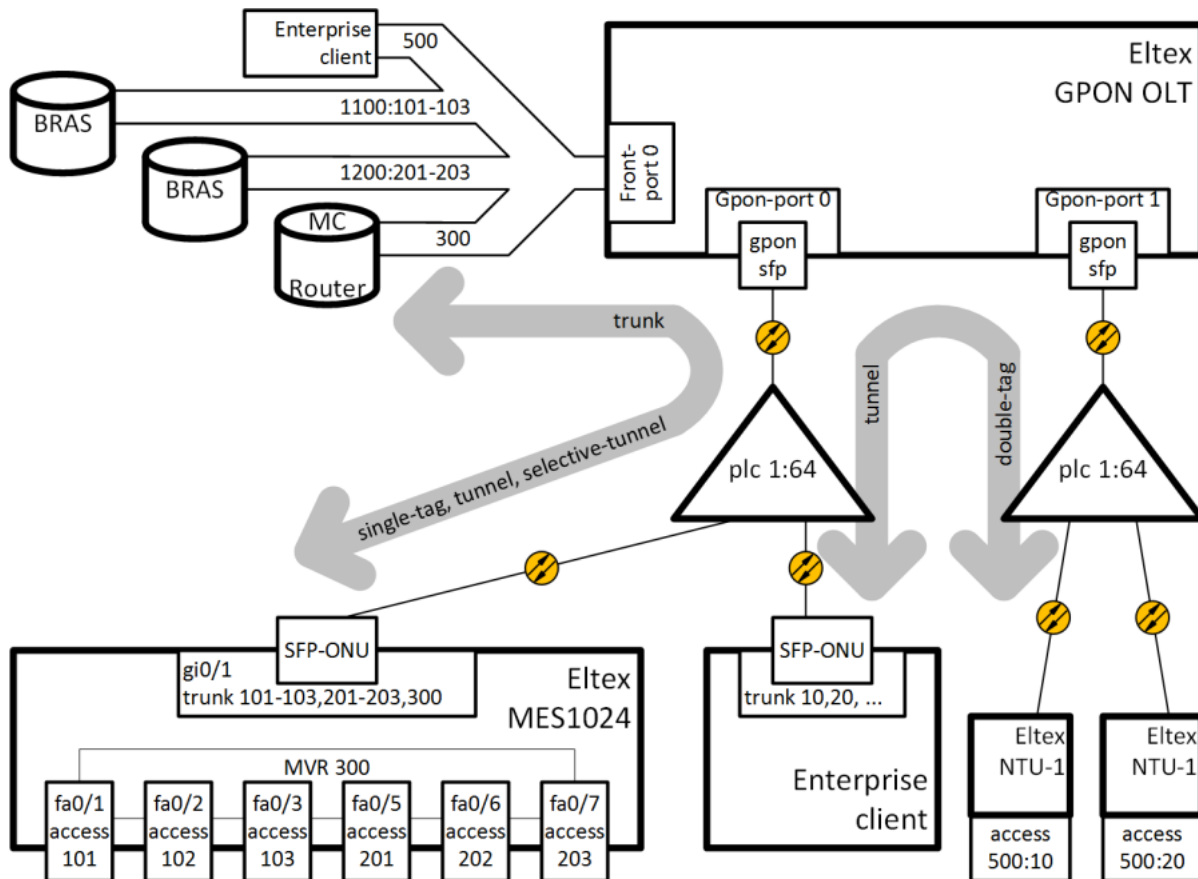 Enterprise
client
500
Eltex
GPON OLT
BRAS
1100:101-103
BRAS
1200:201-203
MC
Router
300
Front-
port 0
Gpon-port 0
gpon
sfp
Gpon-port 1
gpon
sfp
trunk
single-tag, tunnel, selective-tunnel
tunnel
double-tag
plc 1:64
plc 1:64
SFP-ONU
gi0/1
trunk 101-103,201-203,300
Eltex
MES1024
MVR 300
fa0/1
access
101
fa0/2
access
102
fa0/3
access
103
fa0/5
access
201
fa0/6
access
202
fa0/7
access
203
SFP-ONU
trunk 10,20, ...
Enterprise
client
Eltex
NTU-1
access
500:10
Eltex
NTU-1
access
500:20